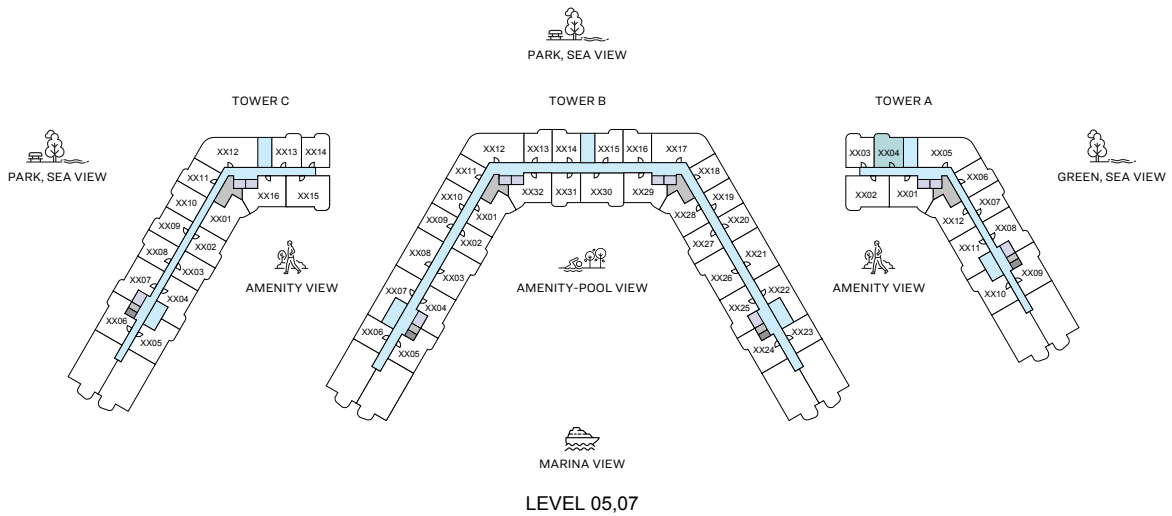 PARK, SEA VIEW
TOWER C
TOWER B
TOWER A
PARK, SEA VIEW
GREEN, SEA VIEW
XX12
XX13
XX14
XX11
XX10
XX09
XX08
XX07
XX06
XX01
XX02
XX03
XX04
XX05
XX16
XX15
XX12
XX13
XX14
XX15
XX16
XX17
XX11
XX10
XX09
XX08
XX07
XX06
XX01
XX02
XX03
XX04
XX05
XX32
XX31
XX30
XX29
XX28
XX27
XX26
XX25
XX24
XX18
XX19
XX20
XX21
XX22
XX23
XX03
XX04
XX05
XX02
XX01
XX06
XX07
XX08
XX09
XX12
XX11
XX10
AMENITY VIEW
AMENITY-POOL VIEW
AMENITY VIEW
MARINA VIEW
LEVEL 05,07